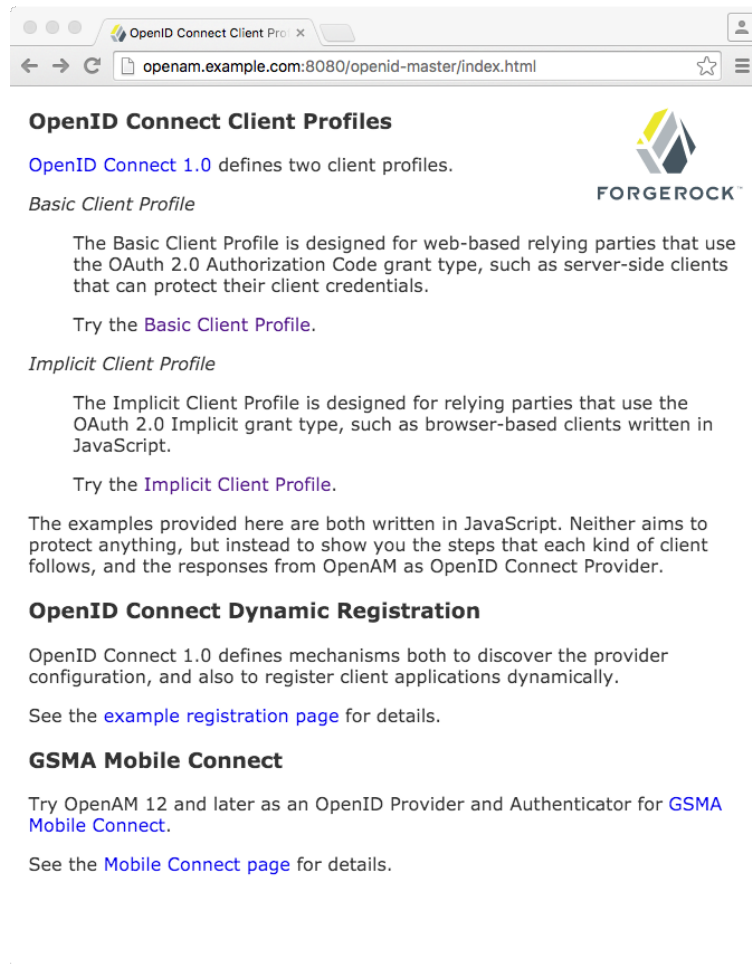 OpenID Connect Client Pro
openam.example.com:8080/openid-master/index.html
OpenID Connect Client Profiles
OpenID Connect 1.0 defines two client profiles.
FORGEROCK™
Basic Client Profile
The Basic Client Profile is designed for web-based relying parties that use
the OAuth 2.0 Authorization Code grant type, such as server-side clients
that can protect their client credentials.
Try the Basic Client Profile.
Implicit Client Profile
The Implicit Client Profile is designed for relying parties that use the
OAuth 2.0 Implicit grant type, such as browser-based clients written in
JavaScript.
Try the Implicit Client Profile.
The examples provided here are both written in JavaScript. Neither aims to
protect anything, but instead to show you the steps that each kind of client
follows, and the responses from OpenAM as OpenID Connect Provider.
OpenID Connect Dynamic Registration
OpenID Connect 1.0 defines mechanisms both to discover the provider
configuration, and also to register client applications dynamically.
See the example registration page for details.
GSMA Mobile Connect
Try OpenAM 12 and later as an OpenID Provider and Authenticator for GSMA
Mobile Connect.
See the Mobile Connect page for details.